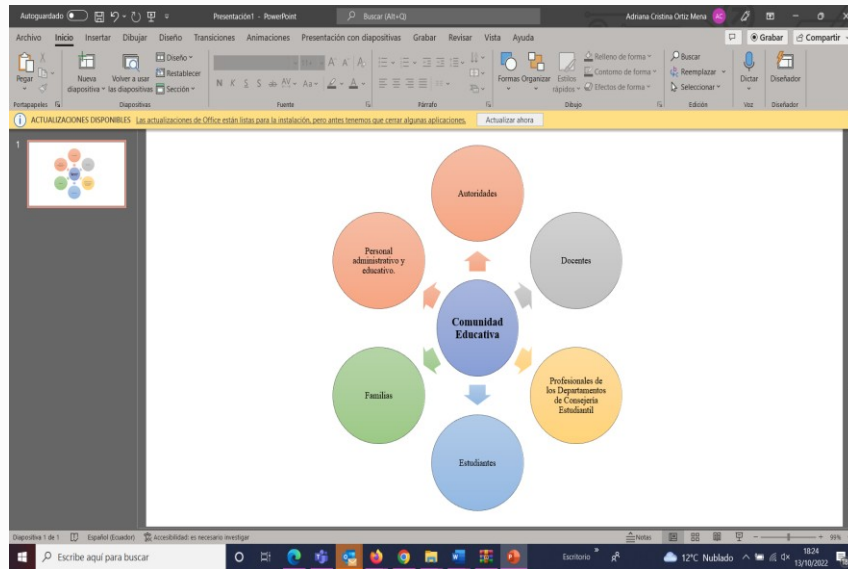 Autoguardado
Presentación1 - PowerPoint
Buscar (Alt+Q)
Adriana Cristina Ortiz Mena
AC
Archivo Inicio Insertar Dibujar Diseño Transiciones Animaciones Presentación con diapositivas Grabar Revisar Vista Ayuda
Grabar
Compartir
Pegar
Nueva diapositiva
Volver a usar las diapositivas
Diseño
Restablecer
Sección
N K S S ab AV Aa A
Formas Organizar Estilos rápidos
Relleno de forma
Contorno de forma
Efectos de forma
Buscar
Reemplazar
Seleccionar
Dictar
Diseñador
Portapapeles Diapositivas Fuente Párrafo Dibujo Edición Voz Diseñador
ACTUALIZACIONES DISPONIBLES Las actualizaciones de Office están listas para la instalación, pero antes tenemos que cerrar algunas aplicaciones. Actualizar ahora
1
Autoridades
Personal
administrativo y
educativo.
Docentes
Comunidad
Educativa
Familias
Profesionales de
los Departamentos
de Consejería
Estudiantil
Estudiantes
Diapositiva 1 de 1 Español (Ecuador) Accesibilidad: es necesario investigar
Notas
99%
Escribe aquí para buscar
Escritorio
12°C Nublado
18:24
13/10/2022